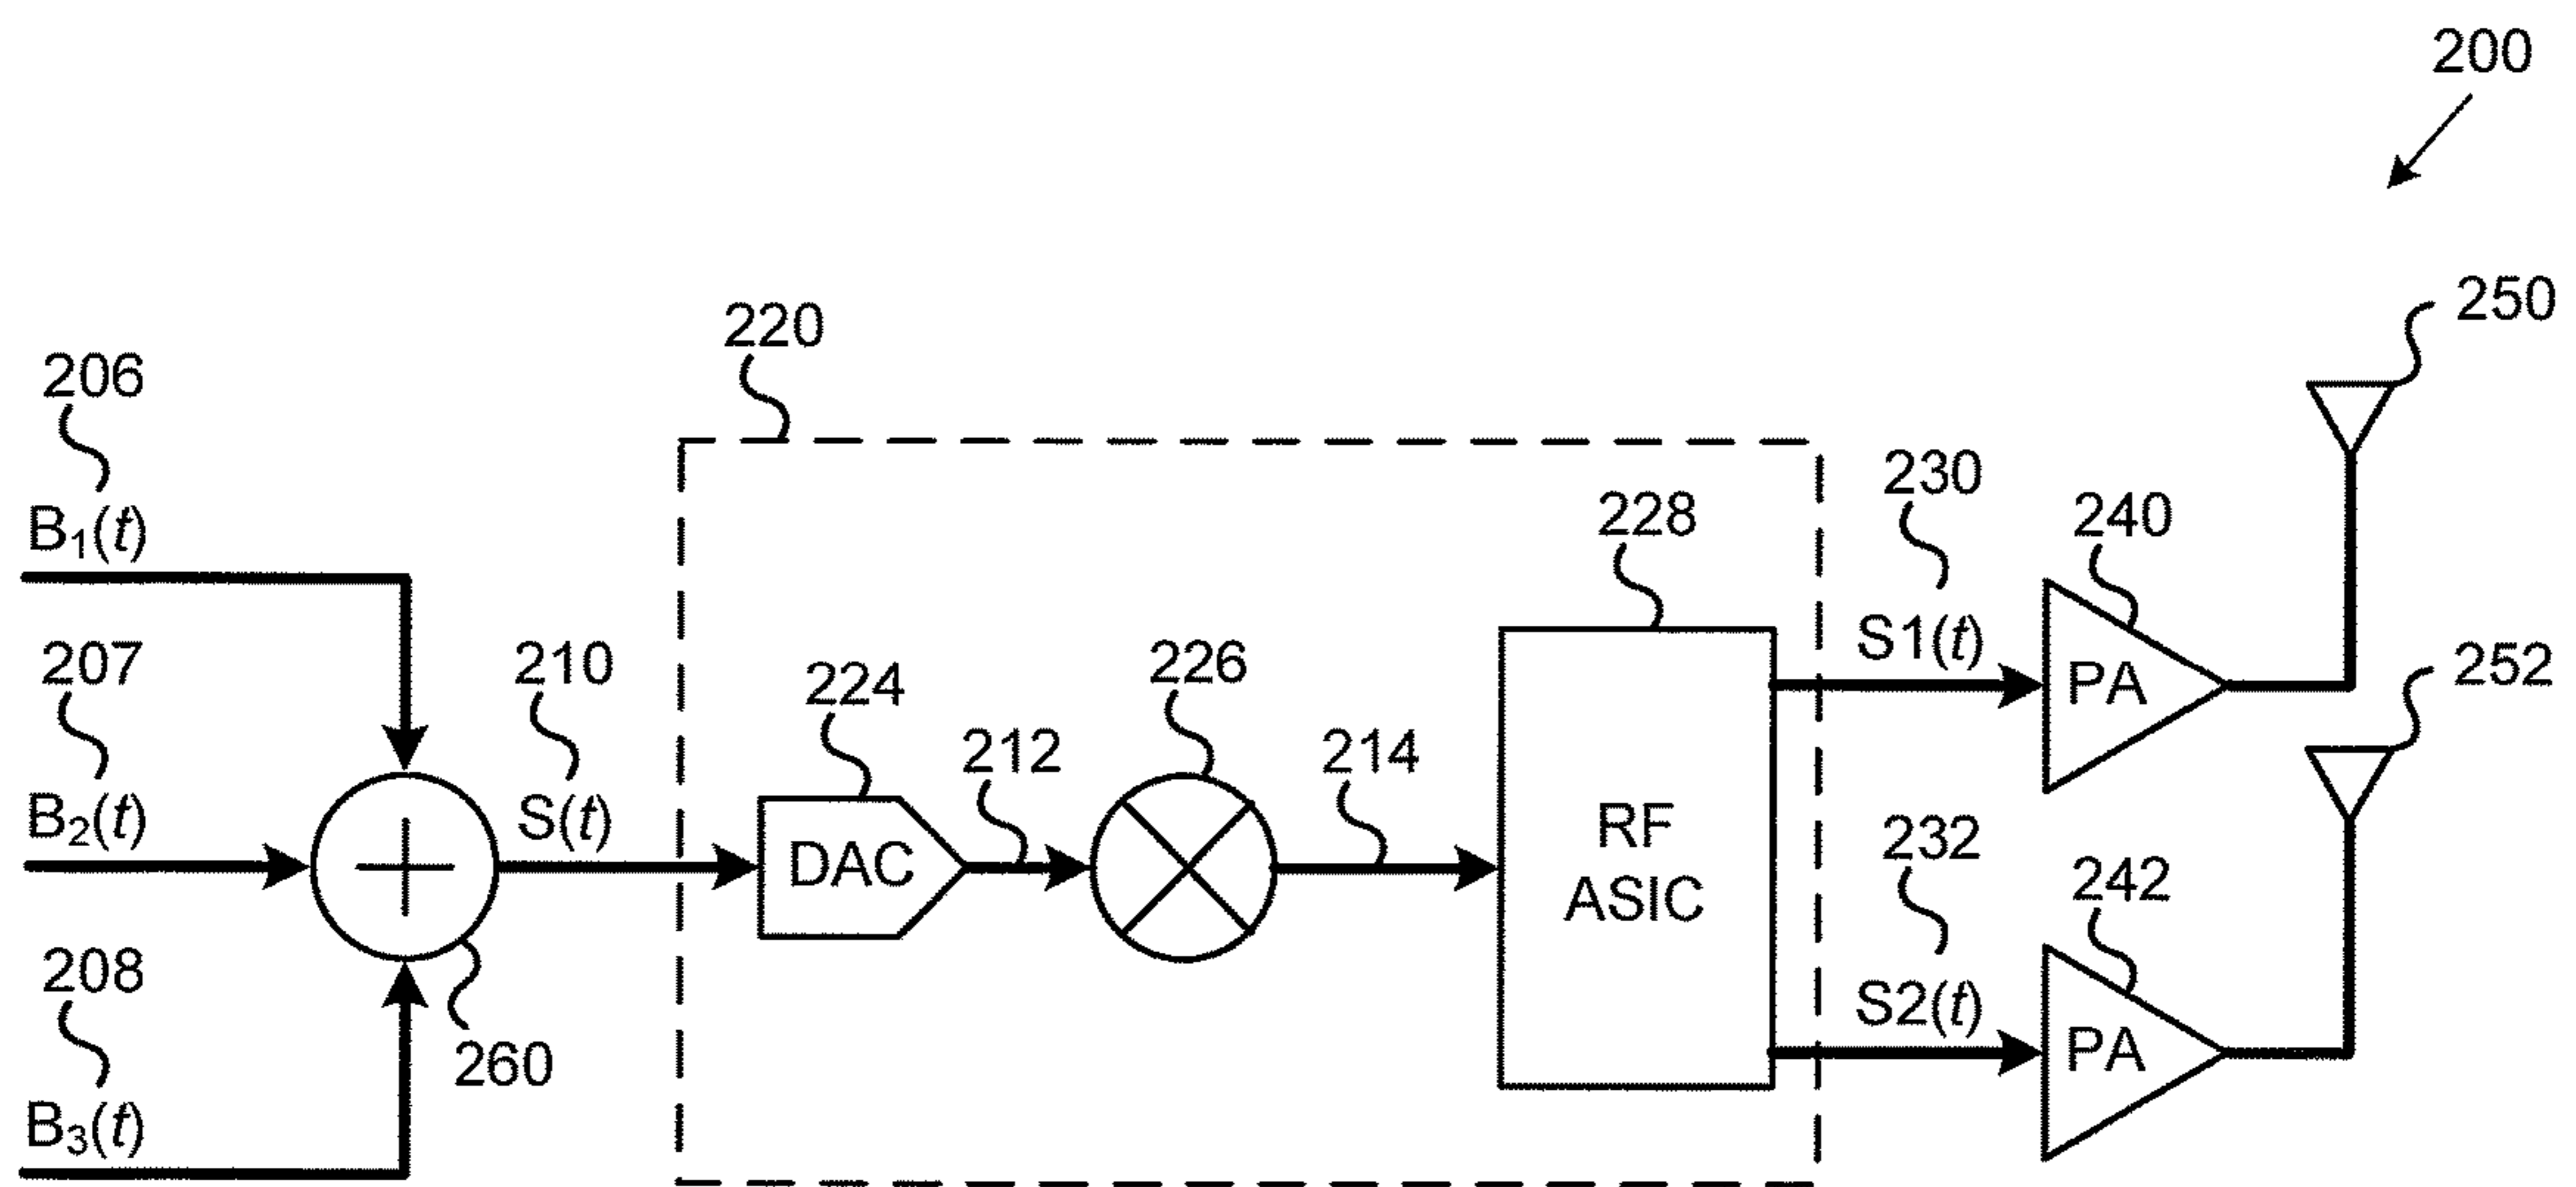 200
250
220
206
230
228
240
B₁(t)
S1(t)
207
210
224
226
252
PA
212
214
B₂(t)
S(t)
DAC
RF
ASIC
232
242
208
260
S2(t)
PA
B₃(t)